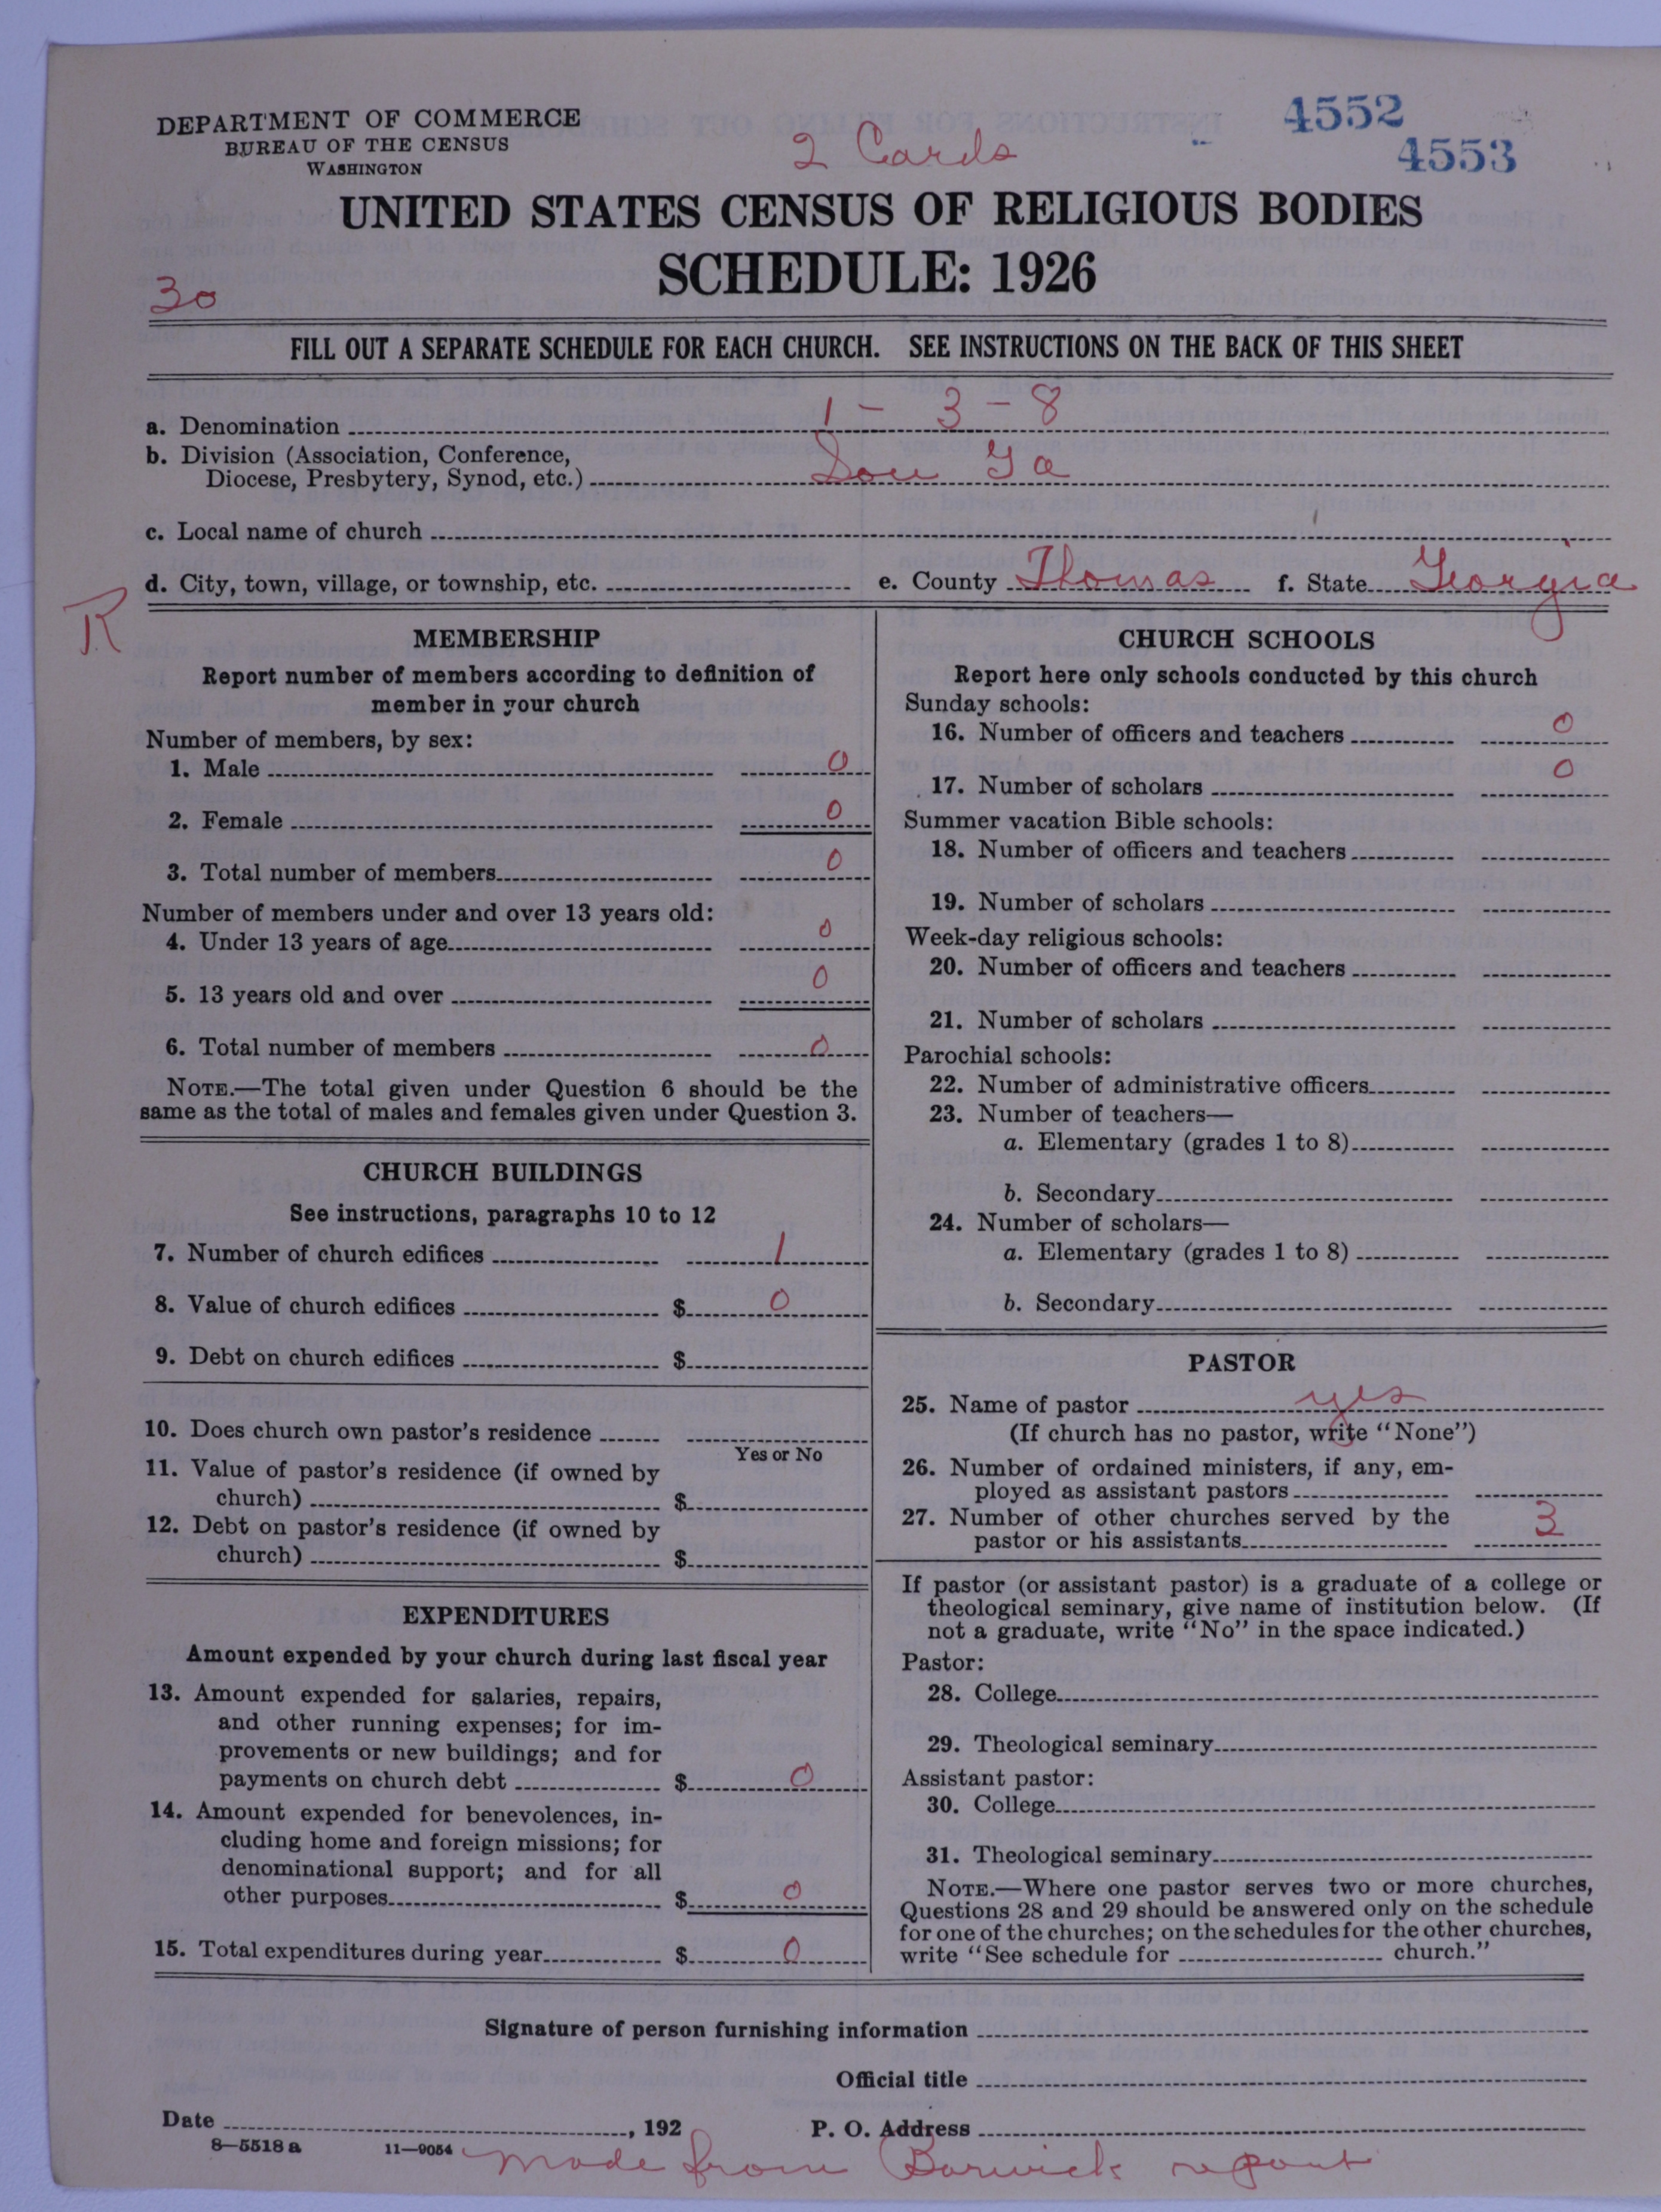 DEPARTMENT OF COMMERCE
BUREAU OF THE CENSUS
WASHINGTON
2 Cards
4552
4553
UNITED STATES CENSUS OF RELIGIOUS BODIES
SCHEDULE: 1926
30
FILL OUT A SEPARATE SCHEDULE FOR EACH CHURCH. SEE INSTRUCTIONS ON THE BACK OF THIS SHEET
a. Denomination 1 - 3 - 8
b. Division (Association, Conference,
Diocese, Presbytery, Synod, etc.) Sou Ga
c. Local name of church
d. City, town, village, or township, etc. e. County Thomas f. State Georgia
R
MEMBERSHIP
Report number of members according to definition of
member in your church
Number of members, by sex:
1. Male 0
2. Female 0
3. Total number of members 0
Number of members under and over 13 years old:
4. Under 13 years of age 0
5. 13 years old and over 0
6. Total number of members 0
NOTE.—The total given under Question 6 should be the
same as the total of males and females given under Question 3.
CHURCH BUILDINGS
See instructions, paragraphs 10 to 12
7. Number of church edifices 1
8. Value of church edifices $ 0
9. Debt on church edifices $
10. Does church own pastor's residence
Yes or No
11. Value of pastor's residence (if owned by
church) $
12. Debt on pastor's residence (if owned by
church) $
EXPENDITURES
Amount expended by your church during last fiscal year
13. Amount expended for salaries, repairs,
and other running expenses; for im-
provements or new buildings; and for
payments on church debt $ 0
14. Amount expended for benevolences, in-
cluding home and foreign missions; for
denominational support; and for all
other purposes $ 0
15. Total expenditures during year $ 0
CHURCH SCHOOLS
Report here only schools conducted by this church
Sunday schools:
16. Number of officers and teachers 0
17. Number of scholars 0
Summer vacation Bible schools:
18. Number of officers and teachers
19. Number of scholars
Week-day religious schools:
20. Number of officers and teachers
21. Number of scholars
Parochial schools:
22. Number of administrative officers
23. Number of teachers—
a. Elementary (grades 1 to 8)
b. Secondary
24. Number of scholars—
a. Elementary (grades 1 to 8)
b. Secondary
PASTOR
25. Name of pastor yes
(If church has no pastor, write "None")
26. Number of ordained ministers, if any, em-
ployed as assistant pastors
27. Number of other churches served by the
pastor or his assistants 3
If pastor (or assistant pastor) is a graduate of a college or
theological seminary, give name of institution below. (If
not a graduate, write "No" in the space indicated.)
Pastor:
28. College
29. Theological seminary
Assistant pastor:
30. College
31. Theological seminary
NOTE.—Where one pastor serves two or more churches,
Questions 28 and 29 should be answered only on the schedule
for one of the churches; on the schedules for the other churches,
write "See schedule for church."
Signature of person furnishing information
Official title
Date , 192 P. O. Address
8—5518 a 11—9054
made from Barwick report